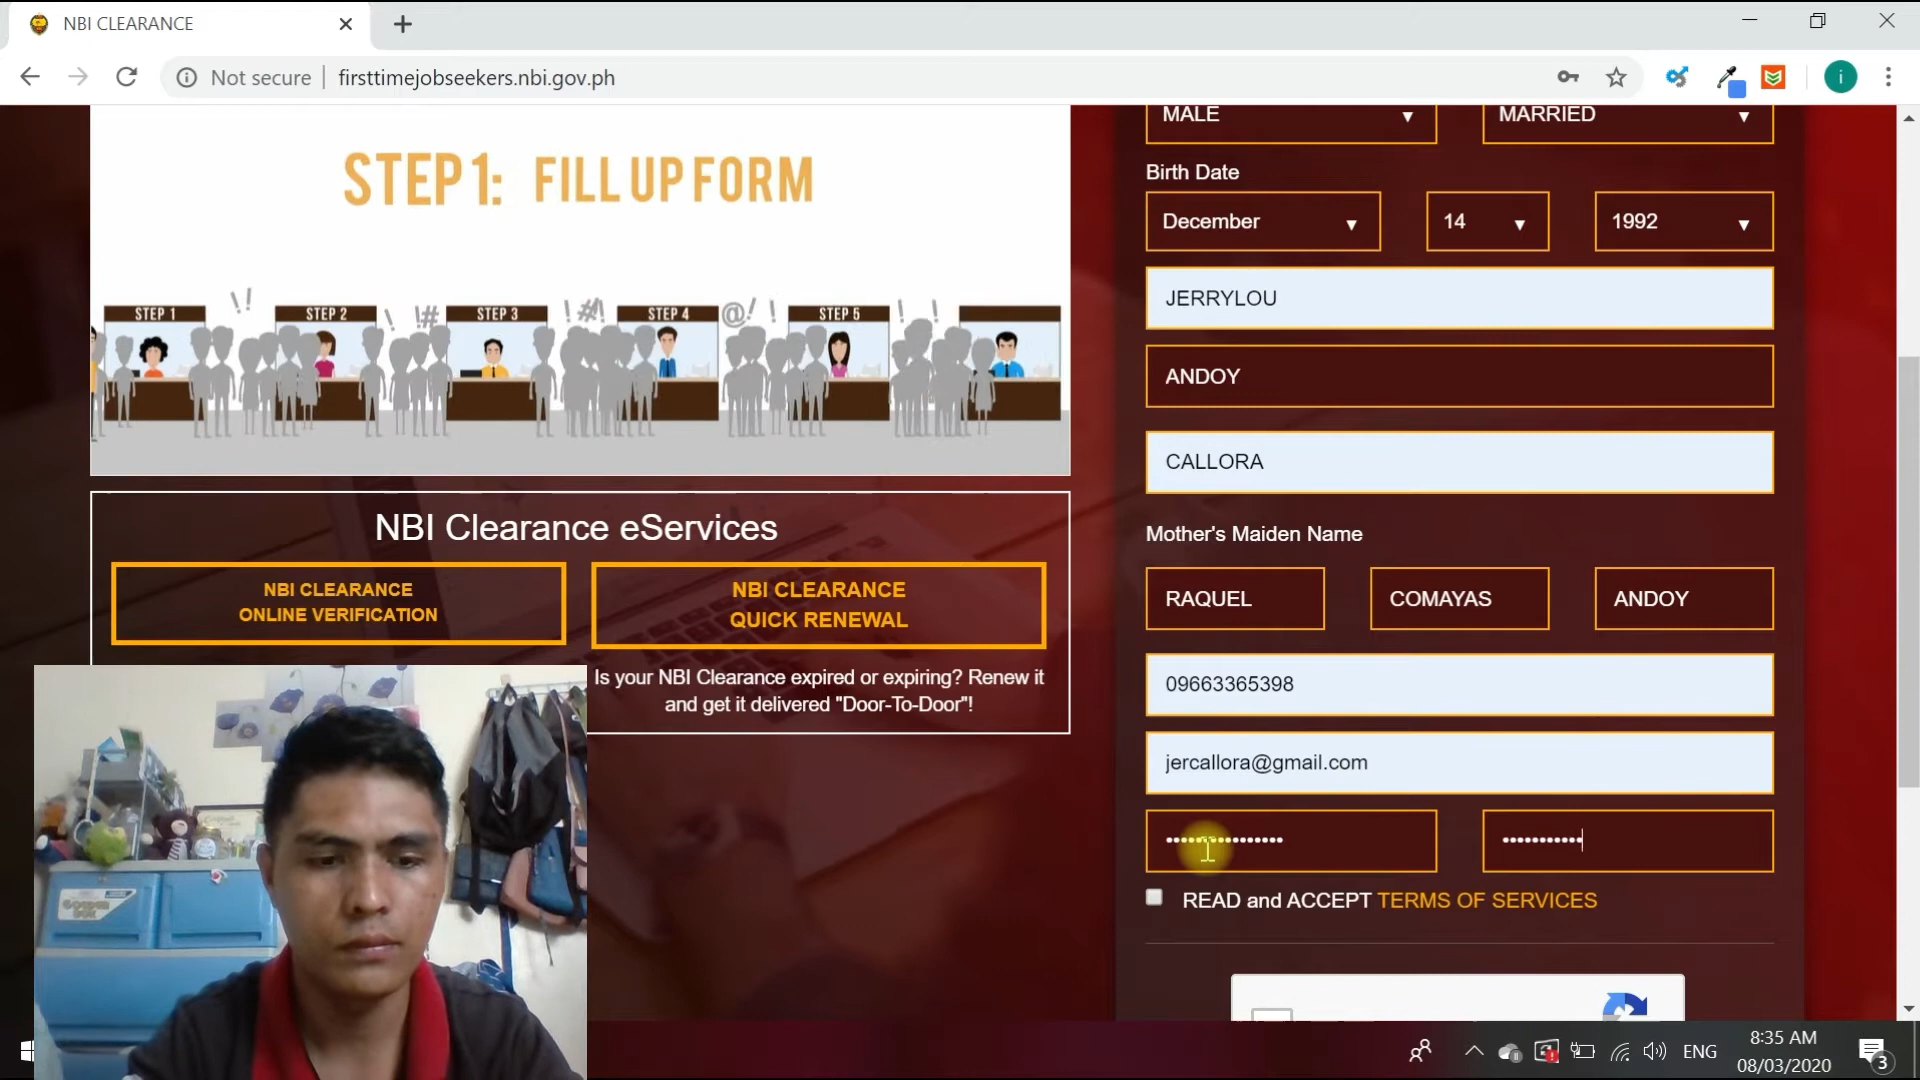 NBI CLEARANCE
Not secure
firsttimejobseekers.nbi.gov.ph
i
STEP 1: FILL UP FORM
STEP 1
STEP 2
STEP 3
STEP 4
STEP 5
NBI Clearance eServices
NBI CLEARANCE
ONLINE VERIFICATION
NBI CLEARANCE
QUICK RENEWAL
Is your NBI Clearance expired or expiring? Renew it
and get it delivered "Door-To-Door"!
MALE
MARRIED
Birth Date
December
14
1992
JERRYLOU
ANDOY
CALLORA
Mother's Maiden Name
RAQUEL
COMAYAS
ANDOY
09663365398
jercallora@gmail.com
READ and ACCEPT TERMS OF SERVICES
ENG
8:35 AM
08/03/2020
3